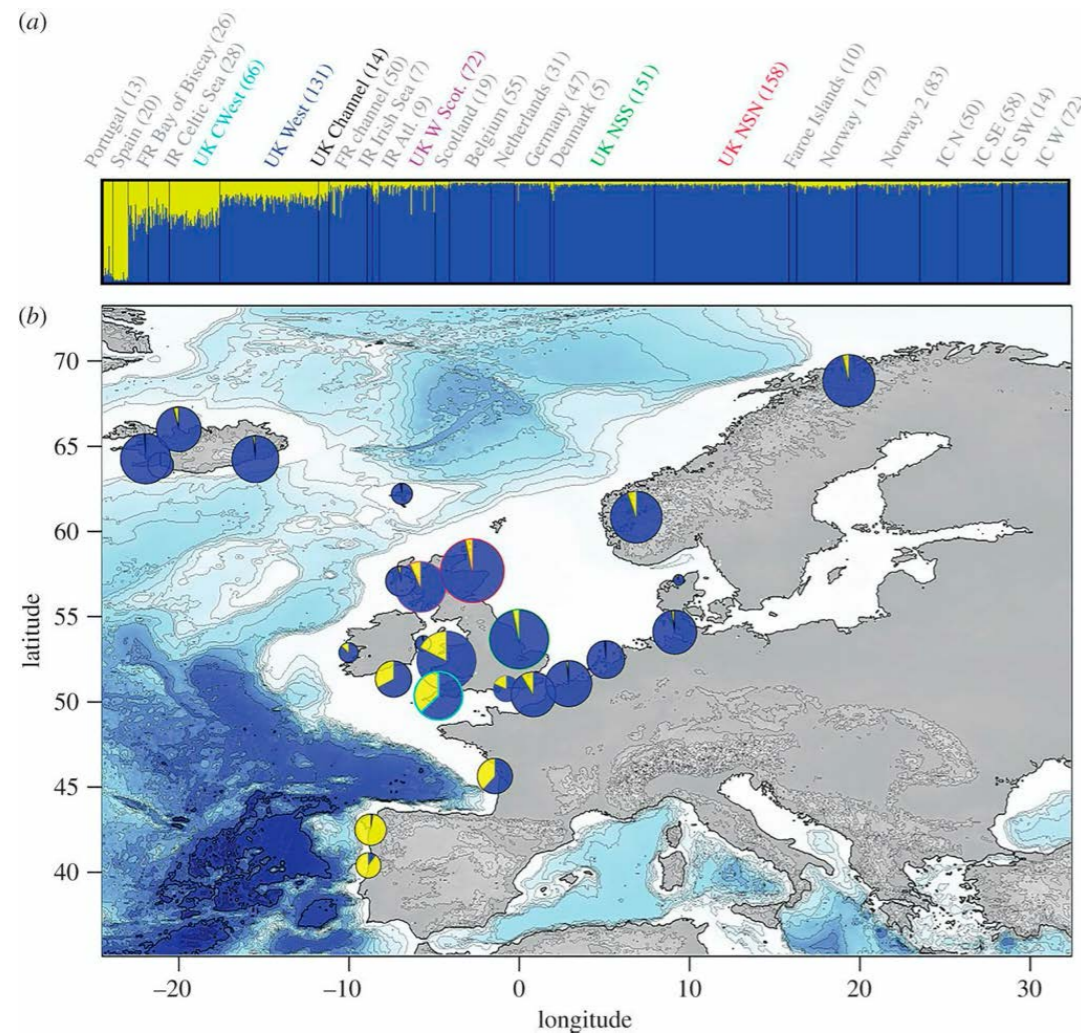 (a)
Portugal (13)
Spain (20)
FR Bay of Biscay (26)
IR Celtic Sea (28)
UK CWest (66)
UK West (131)
UK Channel (14)
FR channel (50)
IR Irish Sea (7)
IR Atl. (9)
UK W Scot. (72)
Scotland (19)
Belgium (55)
Netherlands (31)
Germany (47)
Denmark (5)
UK NSS (151)
UK NSN (158)
Faroe Islands (10)
Norway 1 (79)
Norway 2 (83)
IC N (50)
IC SE (58)
IC SW (14)
IC W (72)
(b)
70
65
60
55
50
45
40
latitude
–20 –10 0 10 20 30
longitude